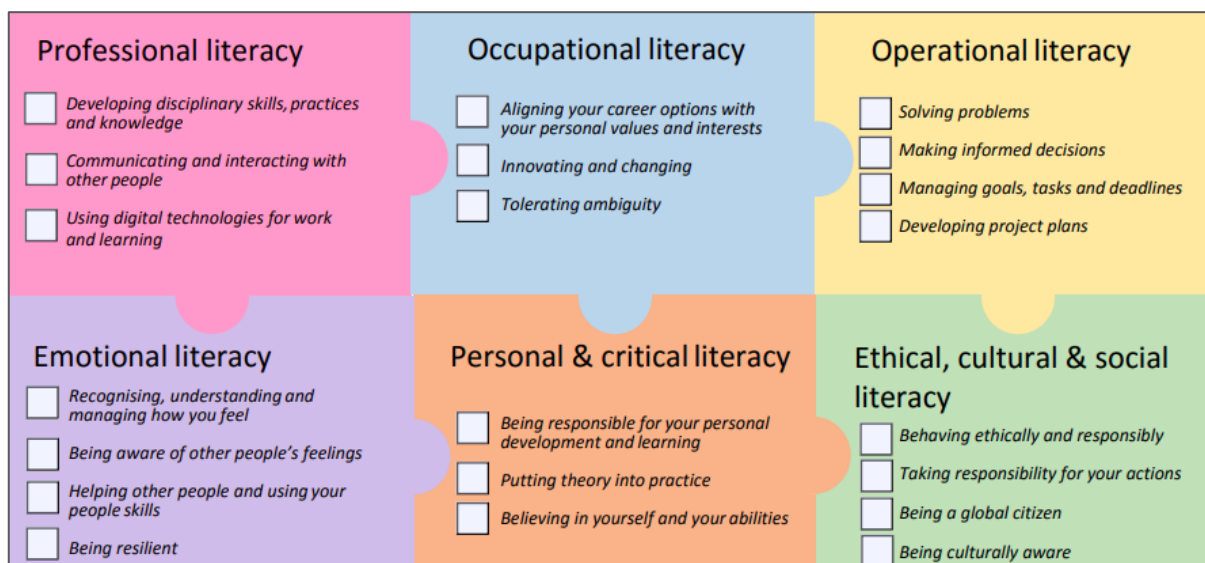 Professional literacy
Developing disciplinary skills, practices
and knowledge
Communicating and interacting with
other people
Using digital technologies for work
and learning
Occupational literacy
Aligning your career options with
your personal values and interests
Innovating and changing
Tolerating ambiguity
Operational literacy
Solving problems
Making informed decisions
Managing goals, tasks and deadlines
Developing project plans
Emotional literacy
Recognising, understanding and
managing how you feel
Being aware of other people's feelings
Helping other people and using your
people skills
Being resilient
Personal & critical literacy
Being responsible for your personal
development and learning
Putting theory into practice
Believing in yourself and your abilities
Ethical, cultural & social
literacy
Behaving ethically and responsibly
Taking responsibility for your actions
Being a global citizen
Being culturally aware